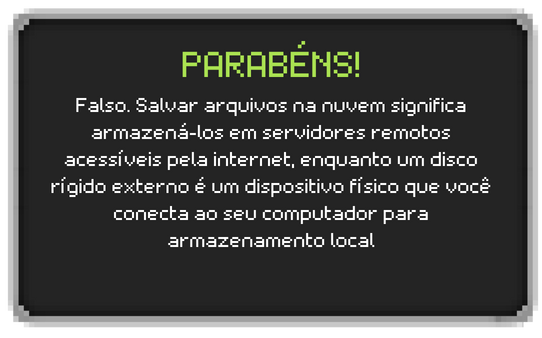 PARABÉNS!
Falso. Salvar arquivos na nuvem significa
armazená-los em servidores remotos
acessíveis pela internet, enquanto um disco
rígido externo é um dispositivo físico que você
conecta ao seu computador para
armazenamento local